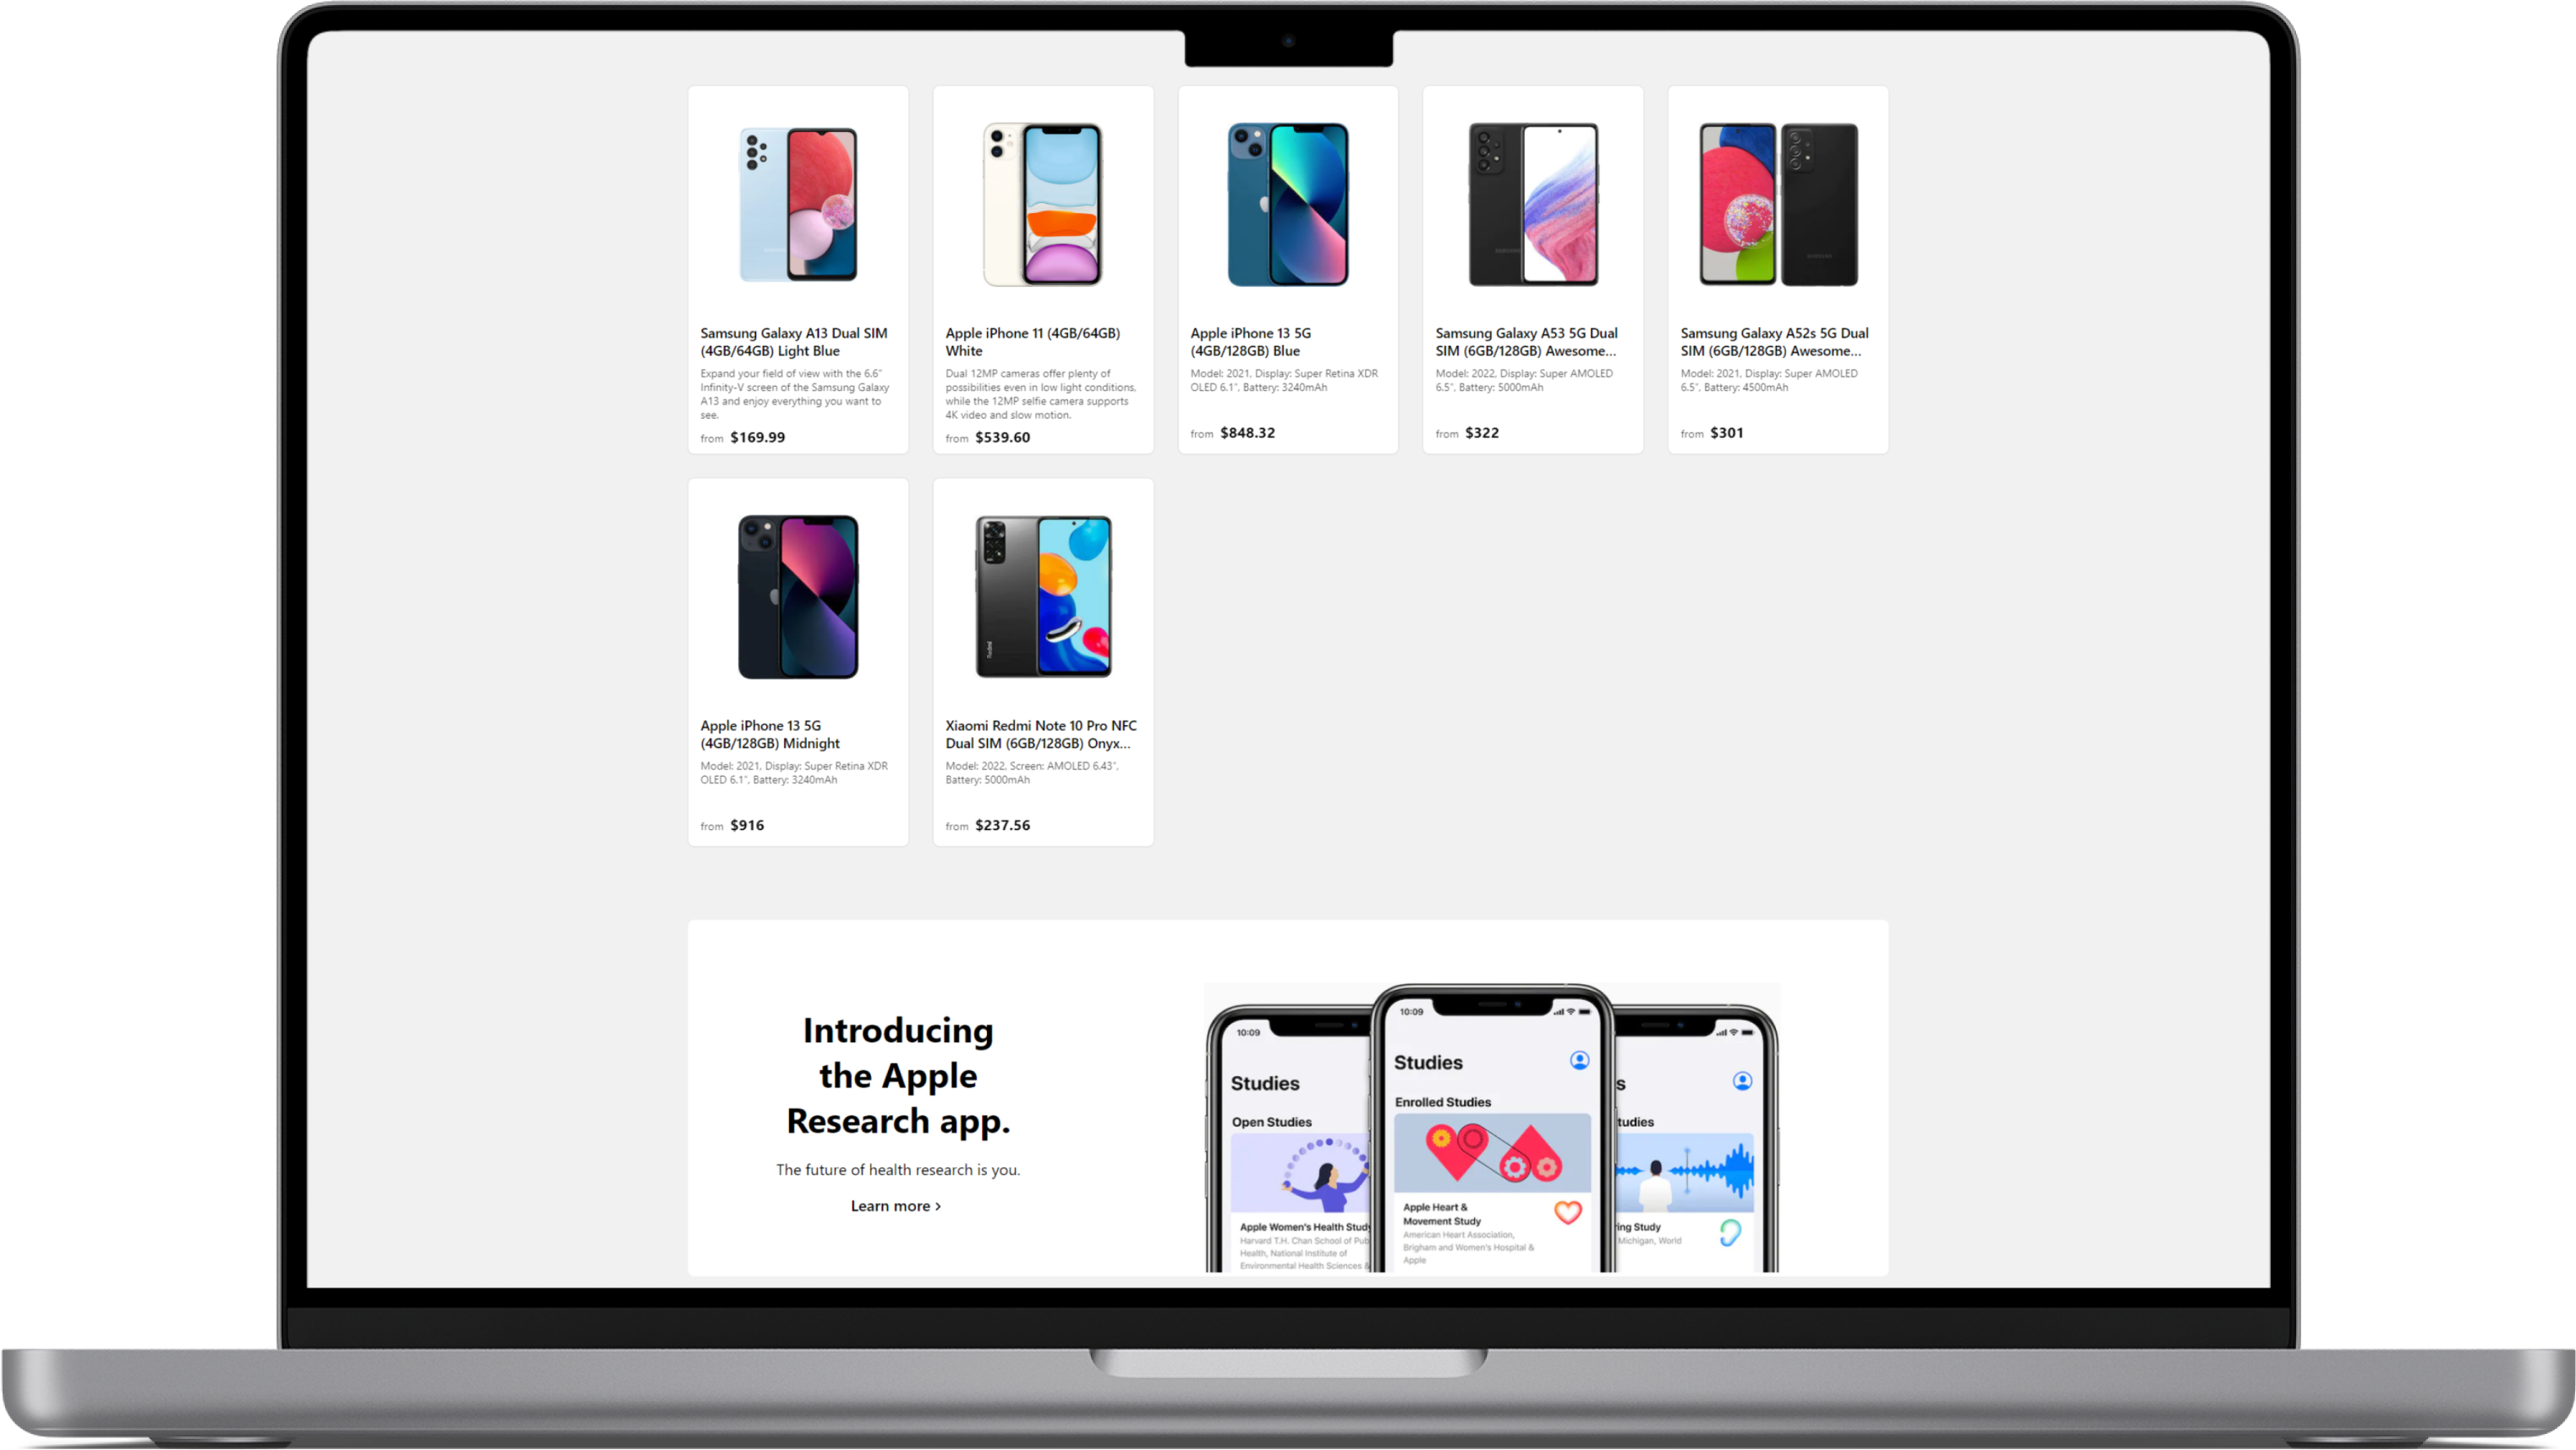 Samsung Galaxy A13 Dual SIM
(4GB/64GB) Light Blue
Expand your field of view with the 6.6"
Infinity-V screen of the Samsung Galaxy
A13 and enjoy everything you want to
see.
from $169.99
Apple iPhone 11 (4GB/64GB)
White
Dual 12MP cameras offer plenty of
possibilities even in low light conditions,
while the 12MP selfie camera supports
4K video and slow motion.
from $539.60
Apple iPhone 13 5G
(4GB/128GB) Blue
Model: 2021, Display: Super Retina XDR
OLED 6.1", Battery: 3240mAh
from $848.32
SAMSUNG
Samsung Galaxy A53 5G Dual
SIM (6GB/128GB) Awesome...
Model: 2022, Display: Super AMOLED
6.5", Battery: 5000mAh
from $322
SAMSUNG
Samsung Galaxy A52s 5G Dual
SIM (6GB/128GB) Awesome...
Model: 2021, Display: Super AMOLED
6.5", Battery: 4500mAh
from $301
Apple iPhone 13 5G
(4GB/128GB) Midnight
Model: 2021, Display: Super Retina XDR
OLED 6.1", Battery: 3240mAh
from $916
Redmi
Xiaomi Redmi Note 10 Pro NFC
Dual SIM (6GB/128GB) Onyx...
Model: 2022, Screen: AMOLED 6.43",
Battery: 5000mAh
from $237.56
Introducing
the Apple
Research app.
The future of health research is you.
Learn more ›
10:09
Studies
Open Studies
Apple Women's Health Study
Harvard T.H. Chan School of Pub
Health, National Institute of
Environmental Health Sciences &
10:09
Studies
Enrolled Studies
Apple Heart &
Movement Study
American Heart Association,
Brigham and Women's Hospital &
Apple
s
tudies
ring Study
Michigan, World